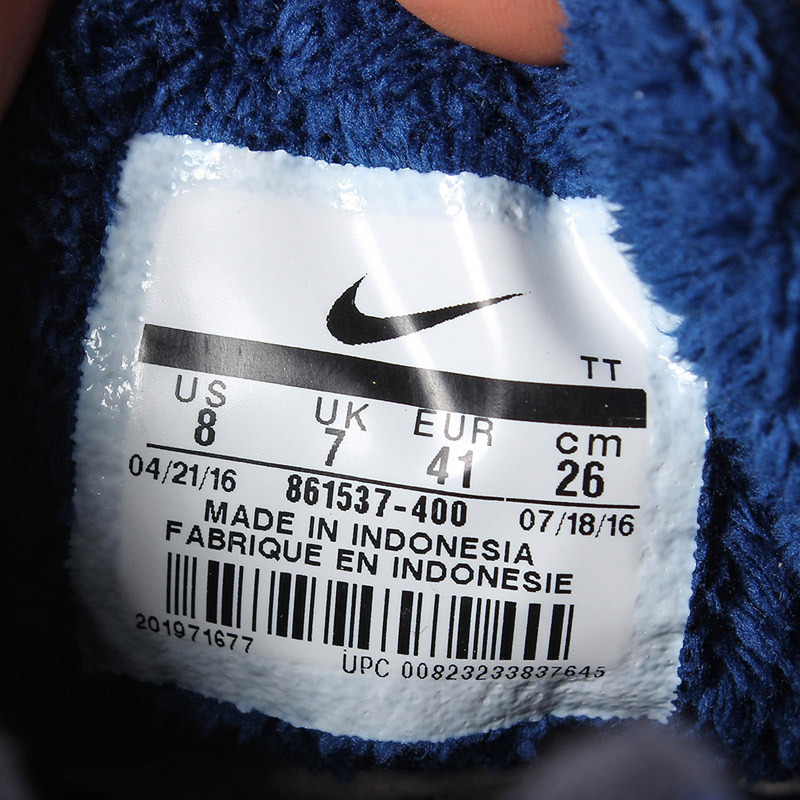 TT
US UK EUR cm
8 7 41 26
04/21/16 861537-400 07/18/16
MADE IN INDONESIA
FABRIQUE EN INDONESIE
201971677
UPC 00823233837645